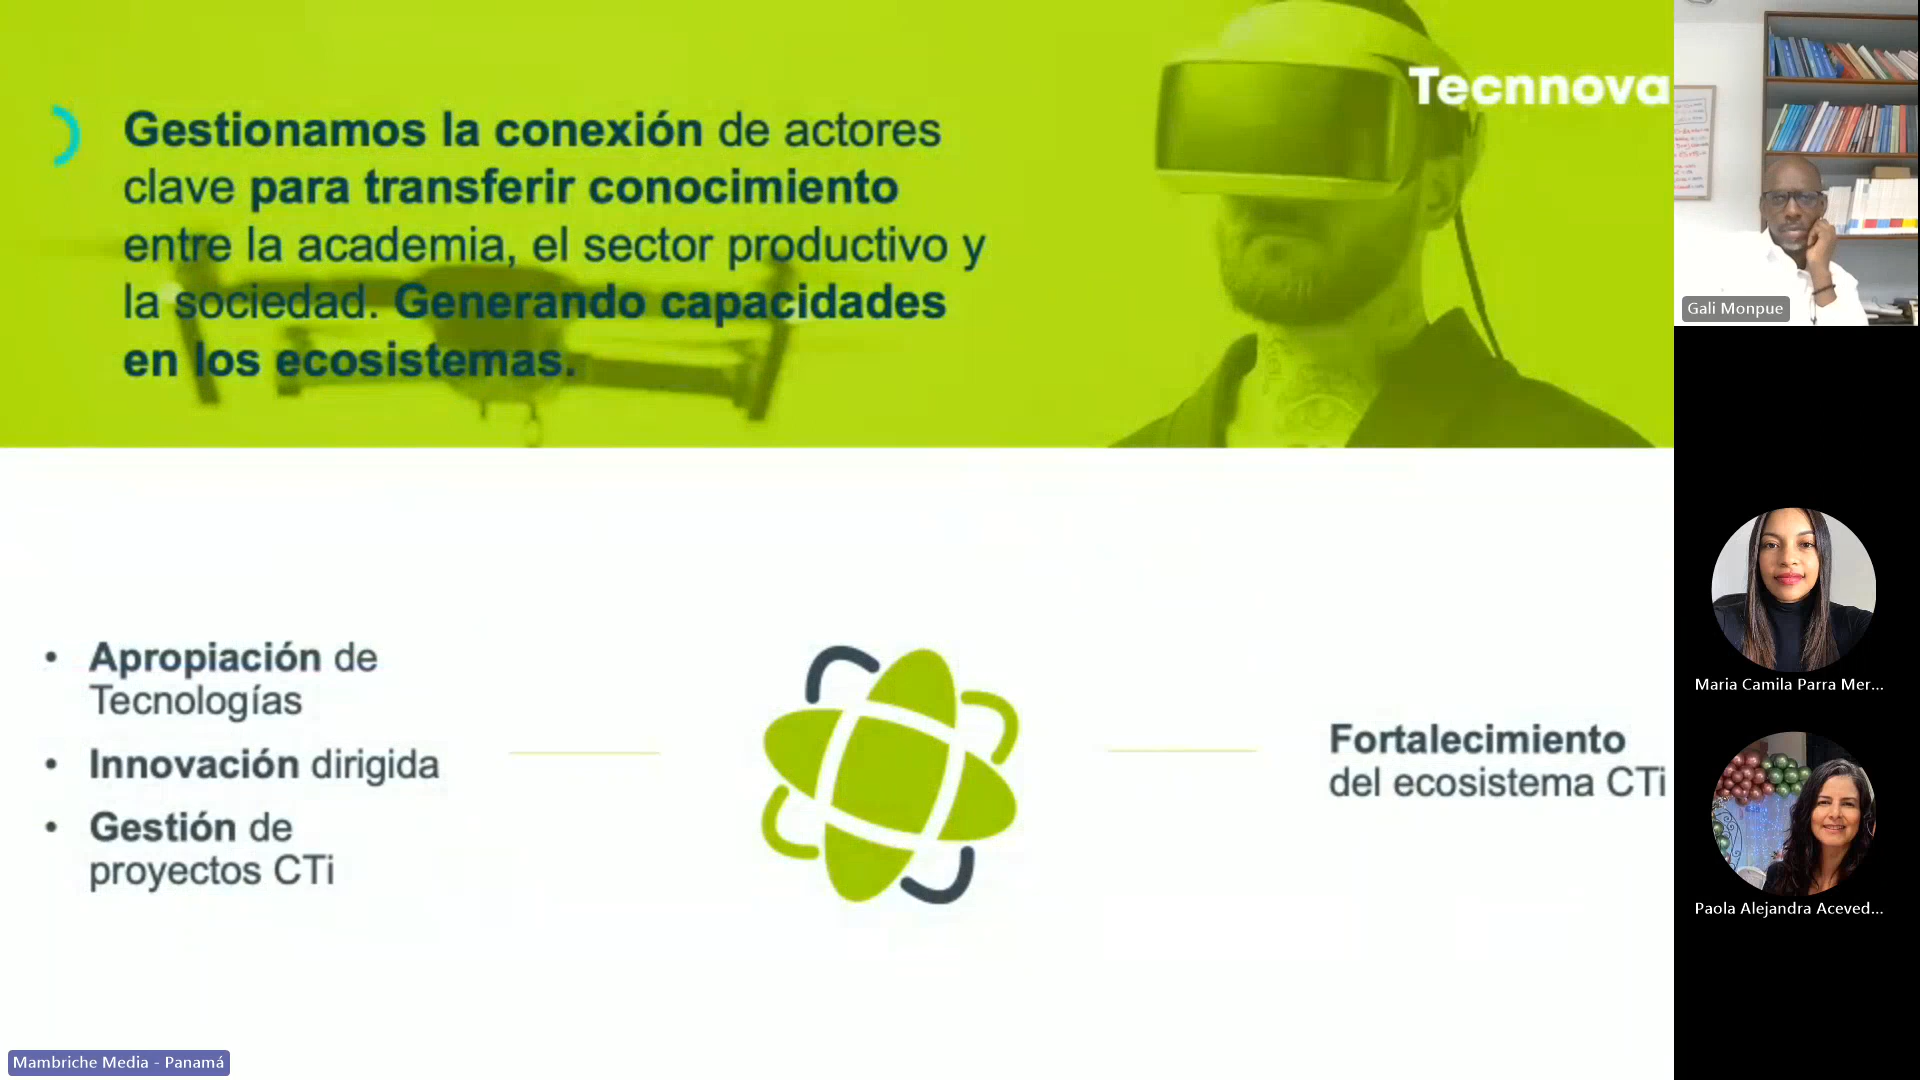 Tecnnova
Gestionamos la conexión de actores
clave para transferir conocimiento
entre la academia, el sector productivo y
la sociedad. Generando capacidades
en los ecosistemas.
• Apropiación de
Tecnologías
• Innovación dirigida
• Gestión de
proyectos CTi
Fortalecimiento
del ecosistema CTi
Mambriche Media - Panamá
Gali Monpue
Maria Camila Parra Mer...
Paola Alejandra Aceved...